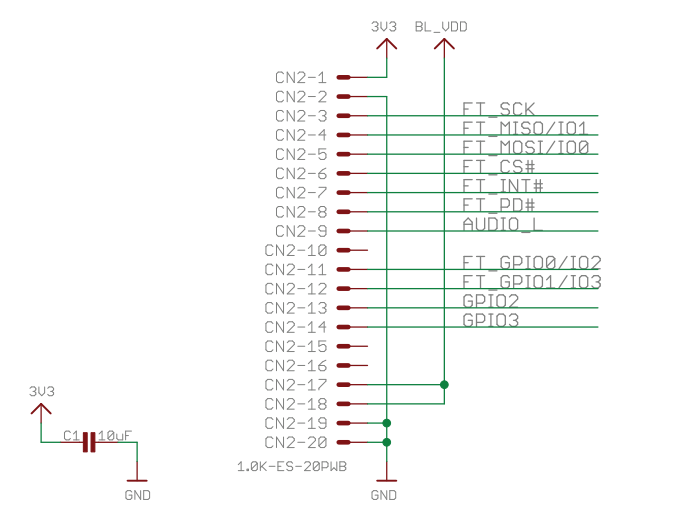 3V3 BL_VDD
CN2-1
CN2-2
CN2-3 FT_SCK
CN2-4 FT_MISO/IO1
CN2-5 FT_MOSI/IO0
CN2-6 FT_CS#
CN2-7 FT_INT#
CN2-8 FT_PD#
CN2-9 AUDIO_L
CN2-10
CN2-11 FT_GPIO0/IO2
CN2-12 FT_GPIO1/IO3
CN2-13 GPIO2
CN2-14 GPIO3
CN2-15
CN2-16
CN2-17
CN2-18
CN2-19
CN2-20
1.0K-ES-20PWB
GND
3V3
C1 10uF
GND